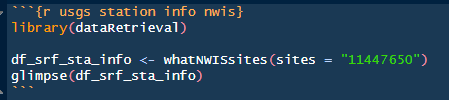 ```{r usgs station info nwis}
library(dataRetrieval)
df_srf_sta_info <- whatNWISsites(sites = "11447650")
glimpse(df_srf_sta_info)
```